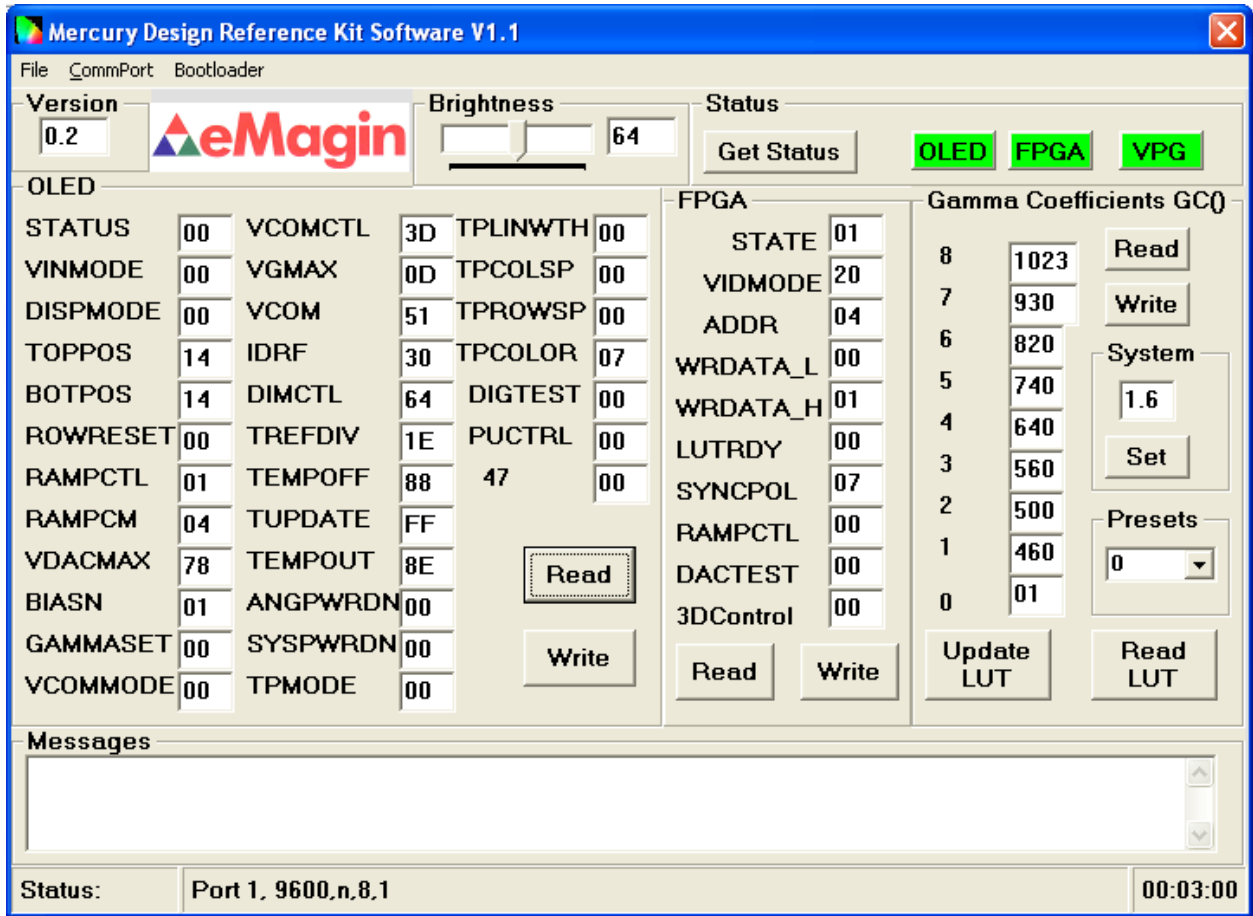 Mercury Design Reference Kit Software V1.1
File CommPort Bootloader
Version
0.2
eMagin
Brightness
64
Status
Get Status
OLED FPGA VPG
OLED
STATUS 00 VCOMCTL 3D TPLINWTH 00
VINMODE 00 VGMAX 0D TPCOLSP 00
DISPMODE 00 VCOM 51 TPROWSP 00
TOPPOS 14 IDRF 30 TPCOLOR 07
BOTPOS 14 DIMCTL 64 DIGTEST 00
ROWRESET 00 TREFDIV 1E PUCTRL 00
RAMPCTL 01 TEMPOFF 88 47 00
RAMPCM 04 TUPDATE FF
VDACMAX 78 TEMPOUT 8E
BIASN 01 ANGPWRDN 00
GAMMASET 00 SYSPWRDN 00
VCOMMODE 00 TPMODE 00
Read
Write
FPGA
STATE 01
VIDMODE 20
ADDR 04
WRDATA_L 00
WRDATA_H 01
LUTRDY 00
SYNCPOL 07
RAMPCTL 00
DACTEST 00
3DControl 00
Read Write
Gamma Coefficients GC()
8 1023
7 930
6 820
5 740
4 640
3 560
2 500
1 460
0 01
Read
Write
System
1.6
Set
Presets
0
Update LUT
Read LUT
Messages
Status: Port 1, 9600,n,8,1 00:03:00